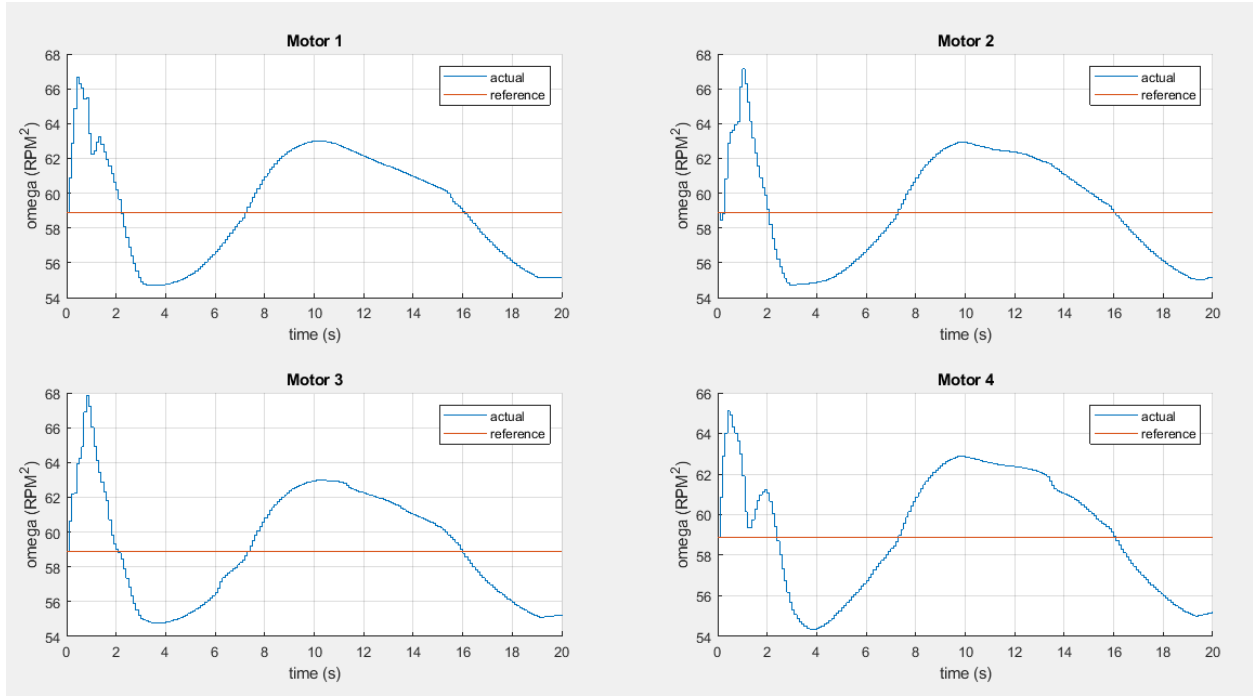 Motor 1
68
66
64
62
60
58
56
54
omega (RPM²)
actual
reference
0 2 4 6 8 10 12 14 16 18 20
time (s)
Motor 2
68
66
64
62
60
58
56
54
omega (RPM²)
actual
reference
0 2 4 6 8 10 12 14 16 18 20
time (s)
Motor 3
68
66
64
62
60
58
56
54
omega (RPM²)
actual
reference
0 2 4 6 8 10 12 14 16 18 20
time (s)
Motor 4
66
64
62
60
58
56
54
omega (RPM²)
actual
reference
0 2 4 6 8 10 12 14 16 18 20
time (s)